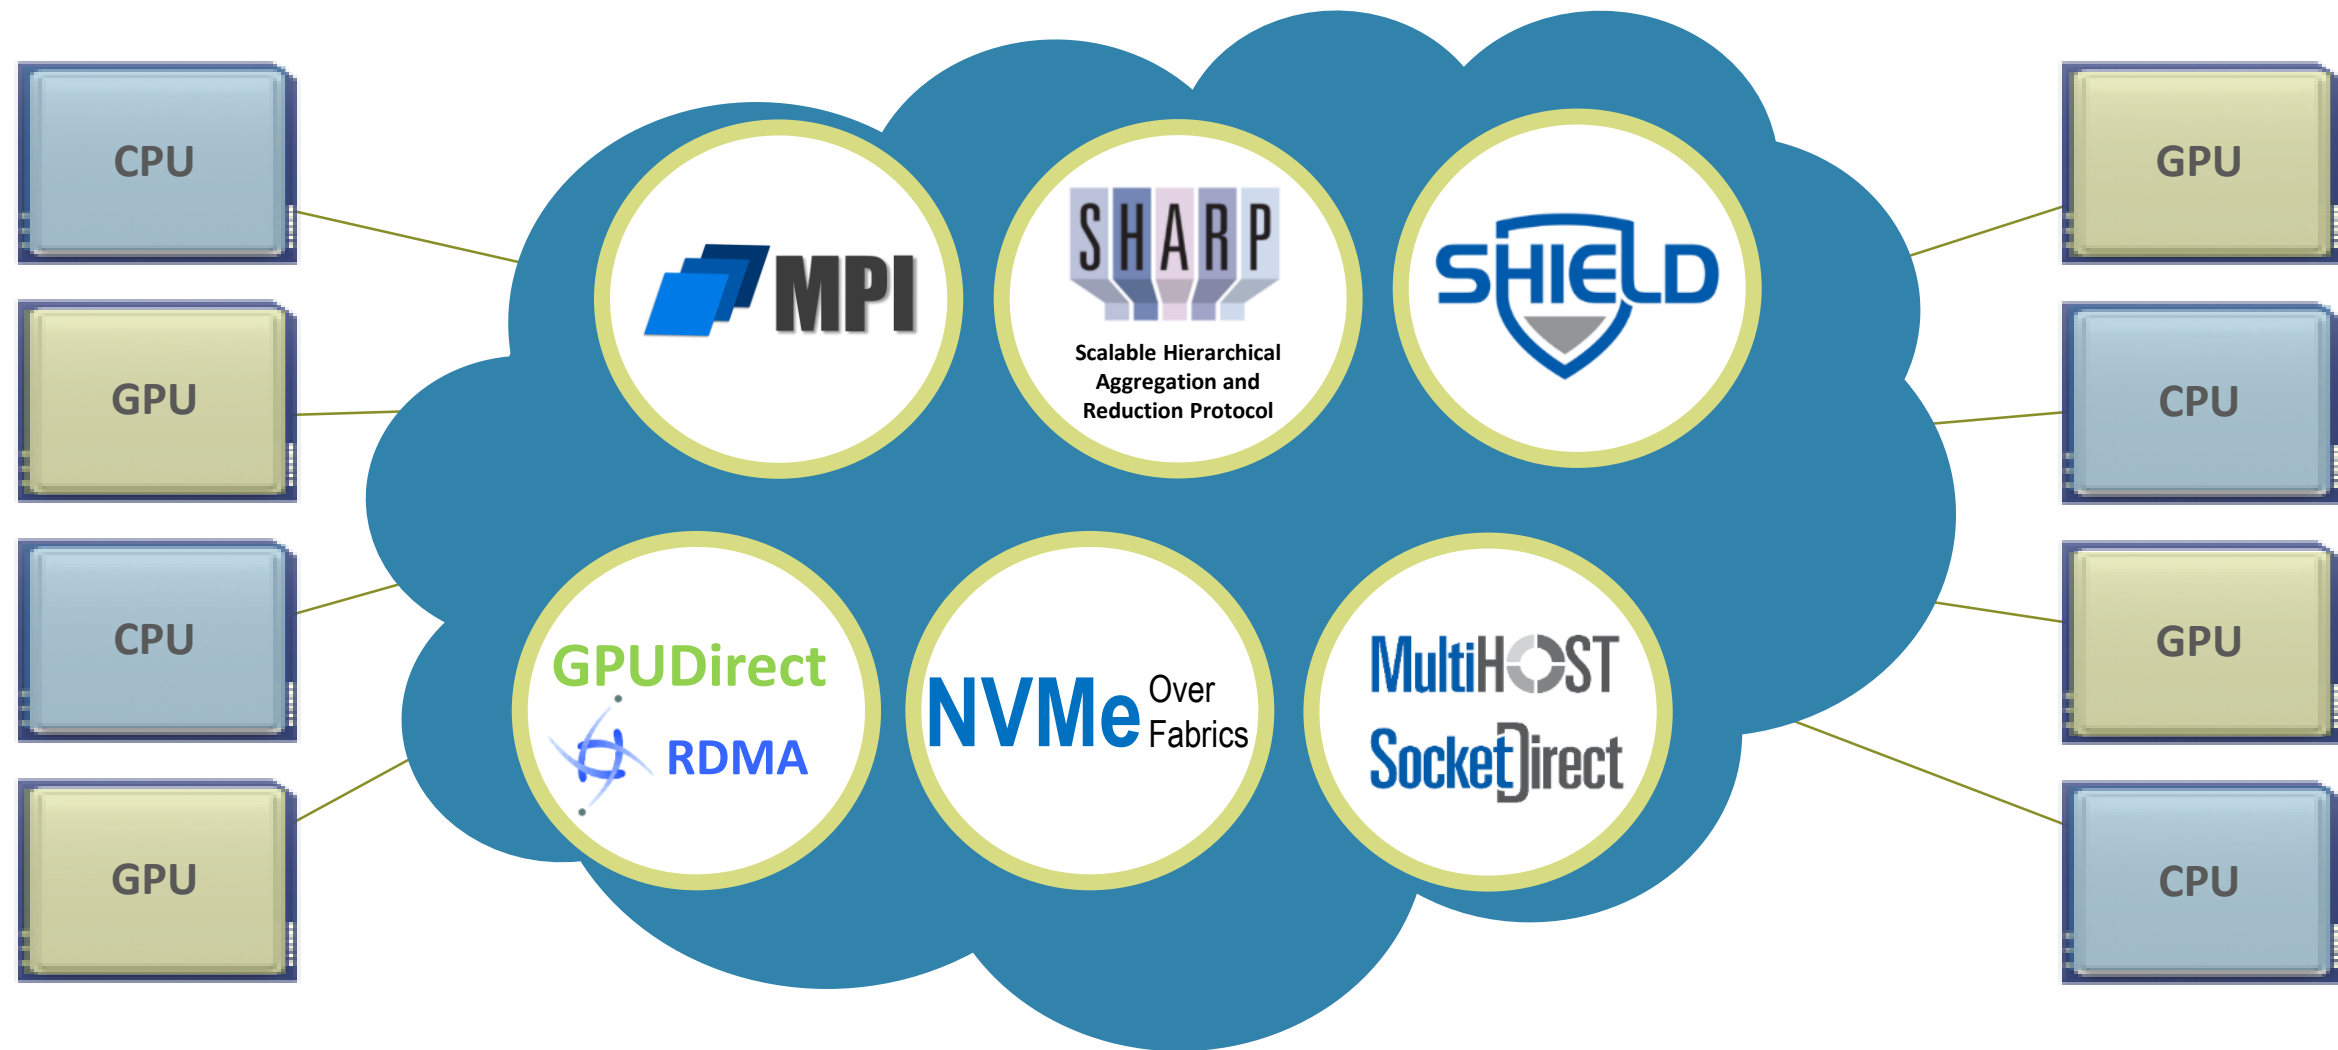 CPU
GPU
CPU
GPU
MPI
SHARP
Scalable Hierarchical
Aggregation and
Reduction Protocol
SHIELD
GPUDirect
RDMA
NVMe Over
Fabrics
MultiHOST
SocketDirect
GPU
CPU
GPU
CPU